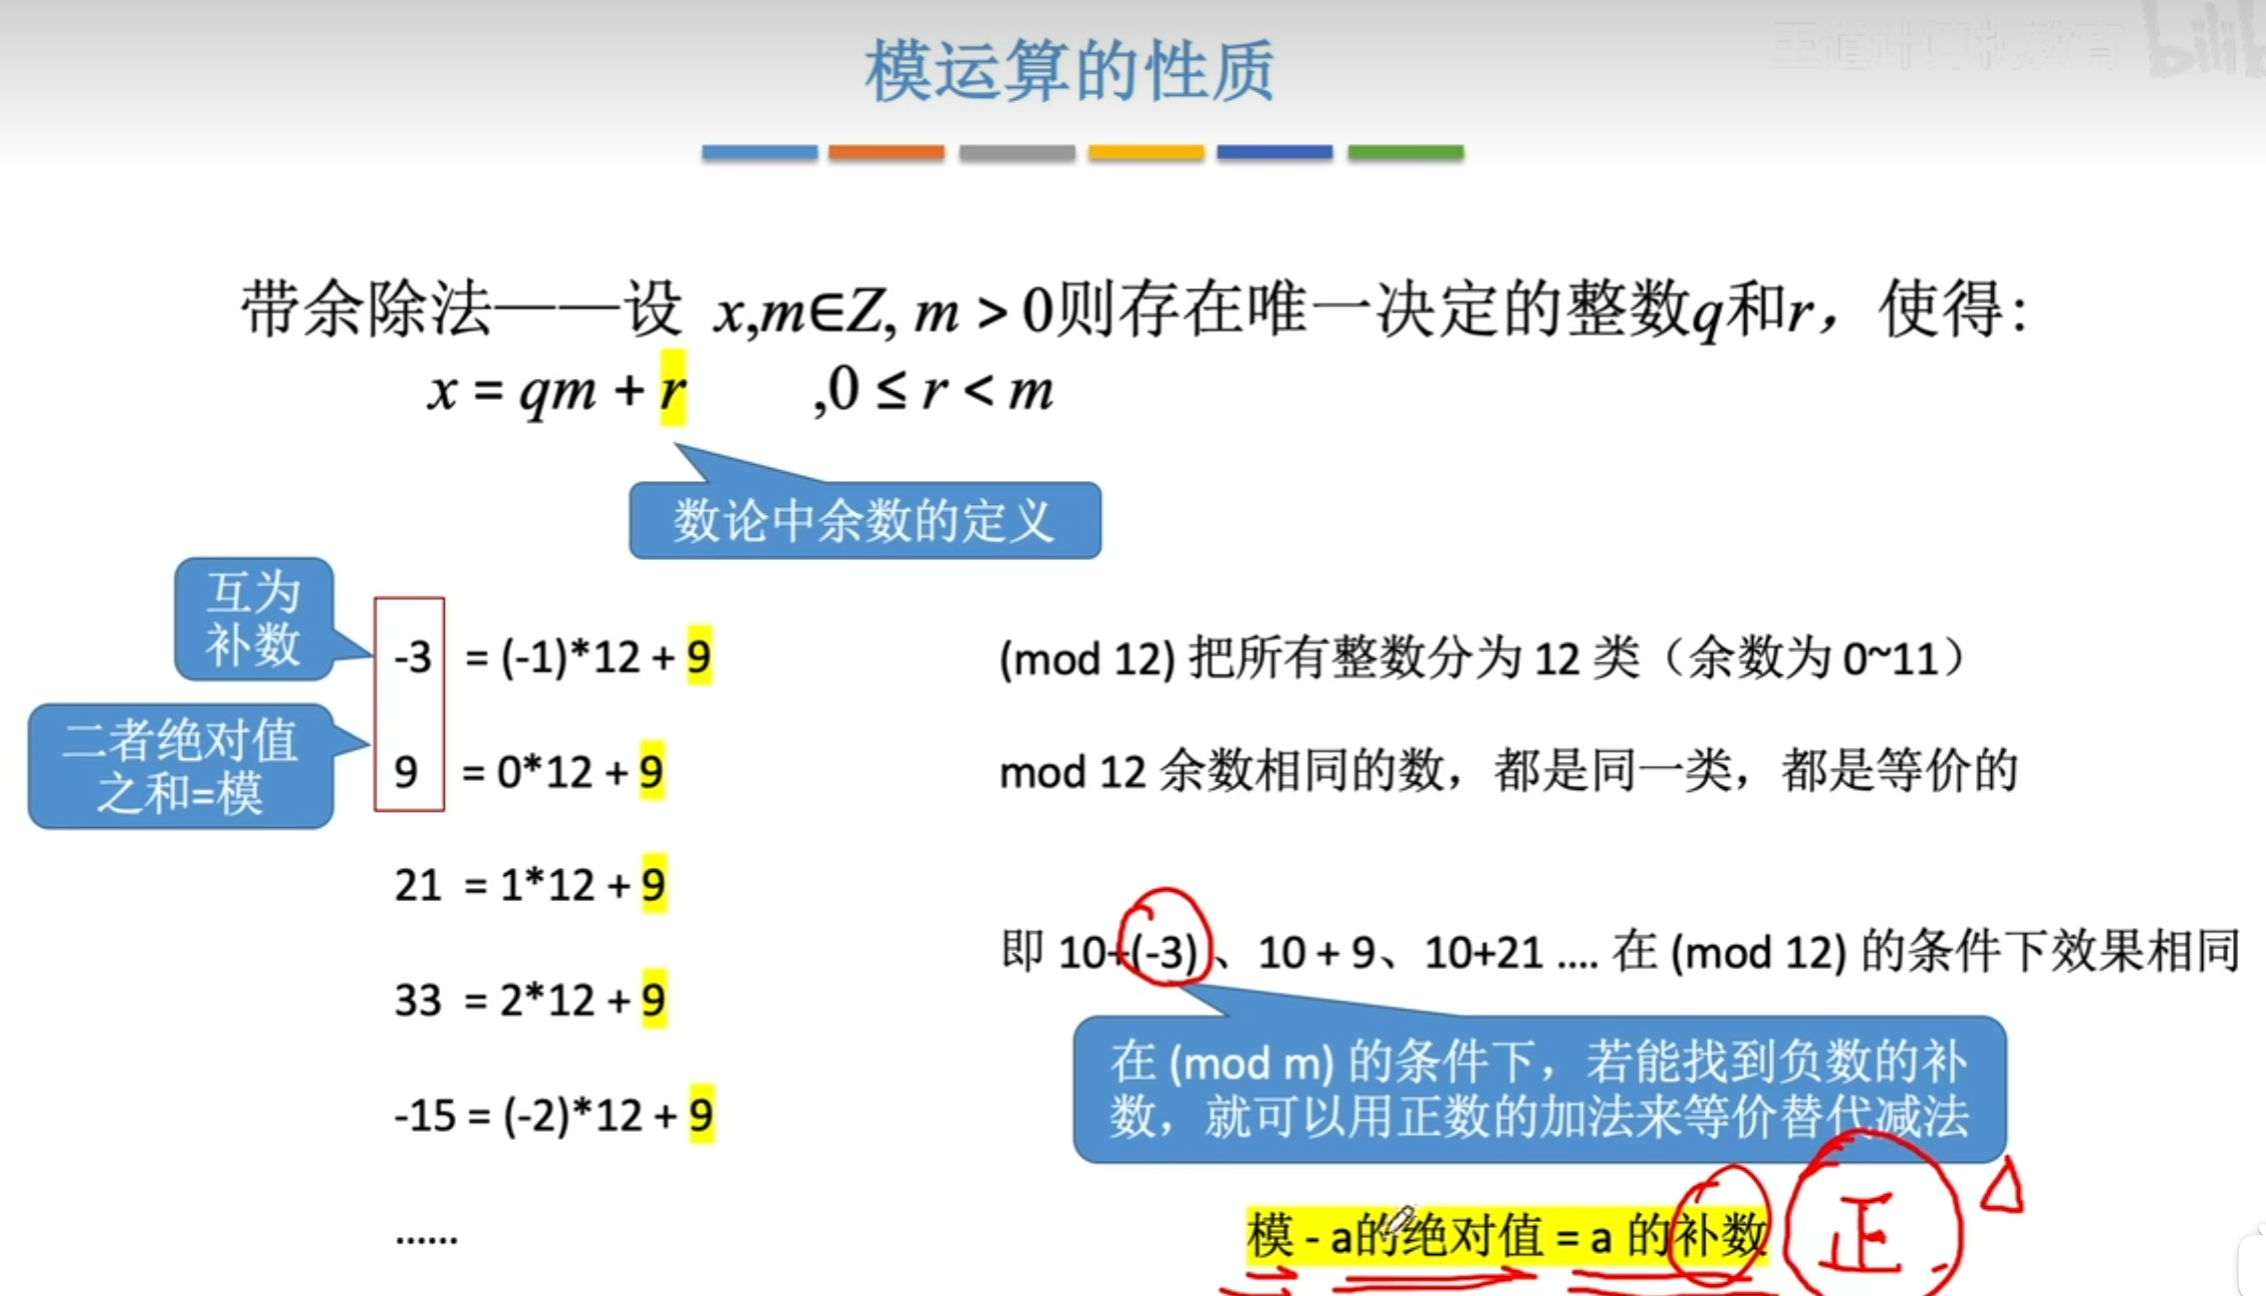 模运算的性质
王道计算机教育
bilib
带余除法——设 x,m∈Z, m > 0则存在唯一决定的整数q和r，使得:
x = qm + r ,0 ≤ r < m
数论中余数的定义
互为
补数
二者绝对值
之和=模
-3 = (-1)*12 + 9
9 = 0*12 + 9
21 = 1*12 + 9
33 = 2*12 + 9
-15 = (-2)*12 + 9
......
(mod 12) 把所有整数分为 12 类（余数为 0~11）
mod 12 余数相同的数，都是同一类，都是等价的
即 10+(-3)、10 + 9、10+21 .... 在 (mod 12) 的条件下效果相同
在 (mod m) 的条件下，若能找到负数的补
数，就可以用正数的加法来等价替代减法
模 - a的绝对值 = a 的补数
正